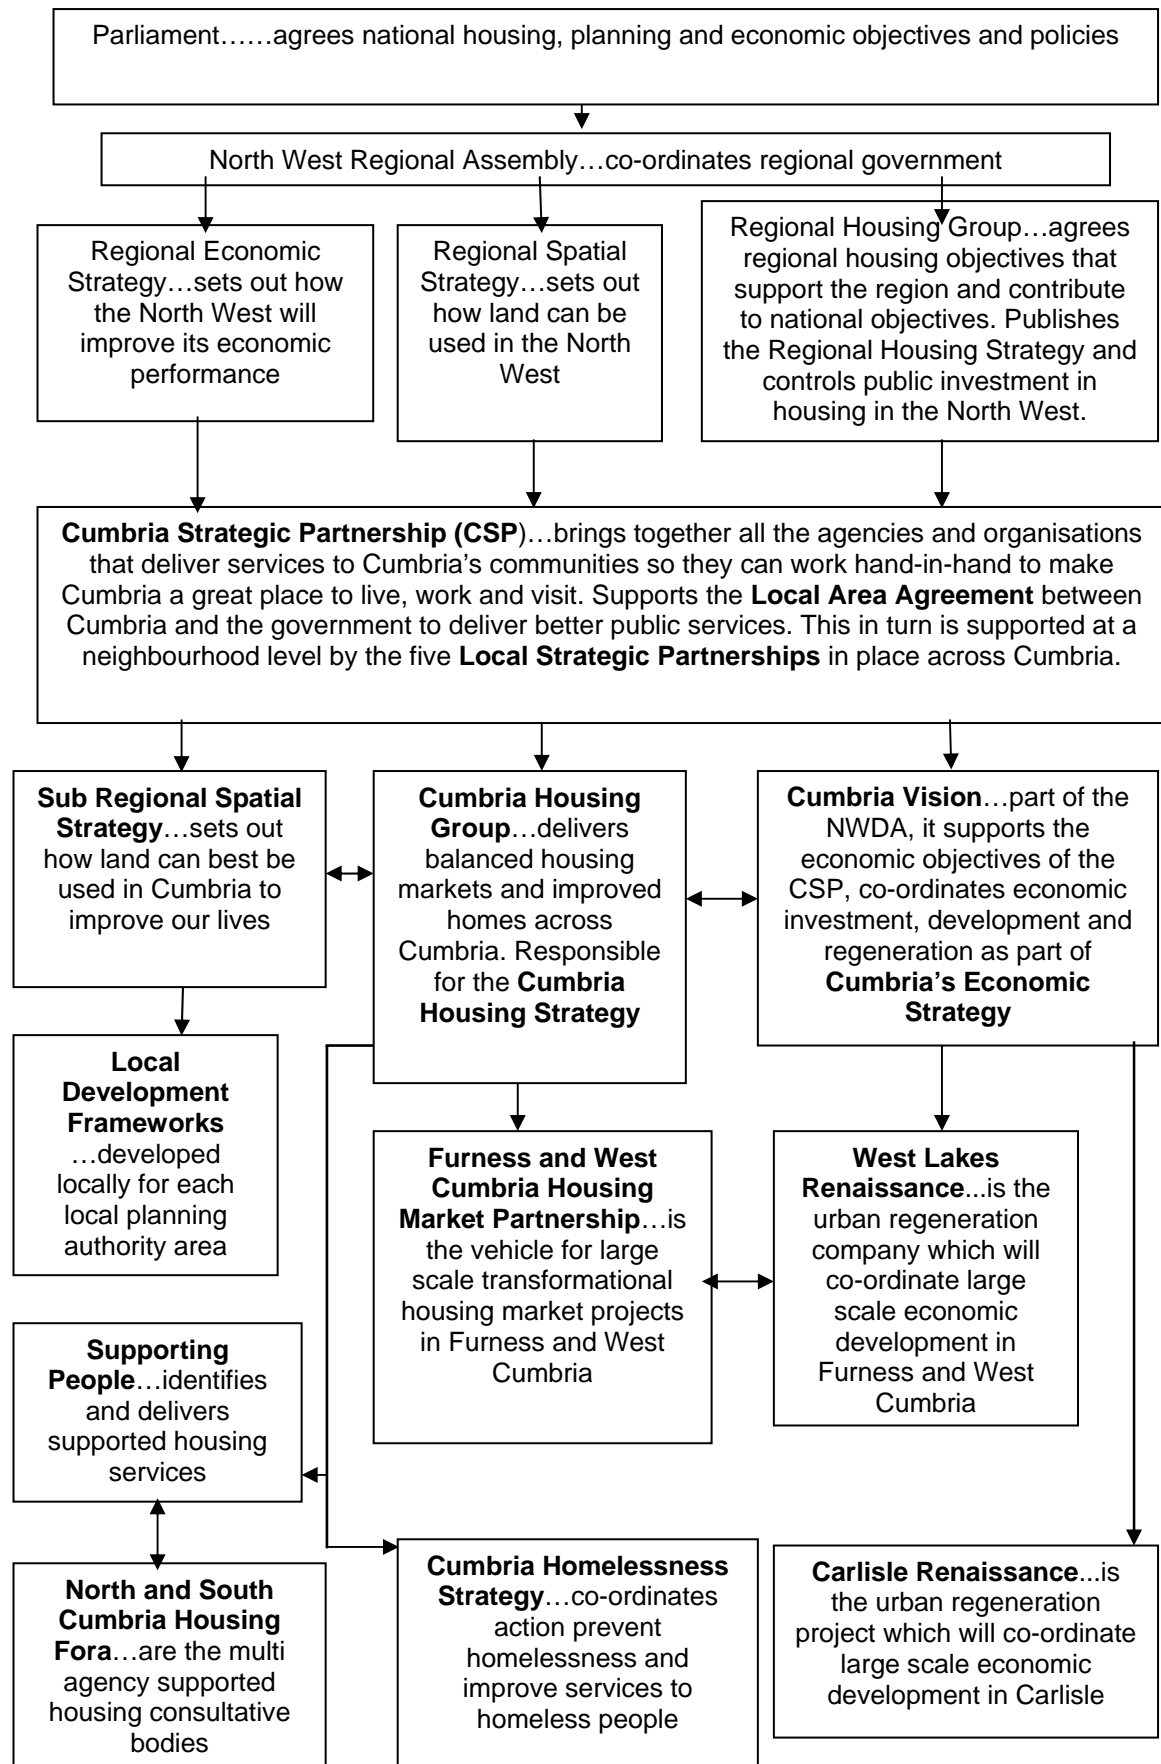 Parliament……agrees national housing, planning and economic objectives and policies
North West Regional Assembly…co-ordinates regional government
Regional Economic
Strategy…sets out how
the North West will
improve its economic
performance
Regional Spatial
Strategy…sets out
how land can be
used in the North
West
Regional Housing Group…agrees
regional housing objectives that
support the region and contribute
to national objectives. Publishes
the Regional Housing Strategy and
controls public investment in
housing in the North West.
Cumbria Strategic Partnership (CSP)…brings together all the agencies and organisations
that deliver services to Cumbria’s communities so they can work hand-in-hand to make
Cumbria a great place to live, work and visit. Supports the Local Area Agreement between
Cumbria and the government to deliver better public services. This in turn is supported at a
neighbourhood level by the five Local Strategic Partnerships in place across Cumbria.
Sub Regional Spatial
Strategy…sets out
how land can best be
used in Cumbria to
improve our lives
Cumbria Housing
Group…delivers
balanced housing
markets and improved
homes across
Cumbria. Responsible
for the Cumbria
Housing Strategy
Cumbria Vision…part of the
NWDA, it supports the
economic objectives of the
CSP, co-ordinates economic
investment, development and
regeneration as part of
Cumbria’s Economic
Strategy
Local
Development
Frameworks
…developed
locally for each
local planning
authority area
Furness and West
Cumbria Housing
Market Partnership…is
the vehicle for large
scale transformational
housing market projects
in Furness and West
Cumbria
West Lakes
Renaissance...is the
urban regeneration
company which will
co-ordinate large
scale economic
development in
Furness and West
Cumbria
Supporting
People…identifies
and delivers
supported housing
services
North and South
Cumbria Housing
Fora…are the multi
agency supported
housing consultative
bodies
Cumbria Homelessness
Strategy…co-ordinates
action prevent
homelessness and
improve services to
homeless people
Carlisle Renaissance...is
the urban regeneration
project which will co-ordinate
large scale economic
development in Carlisle